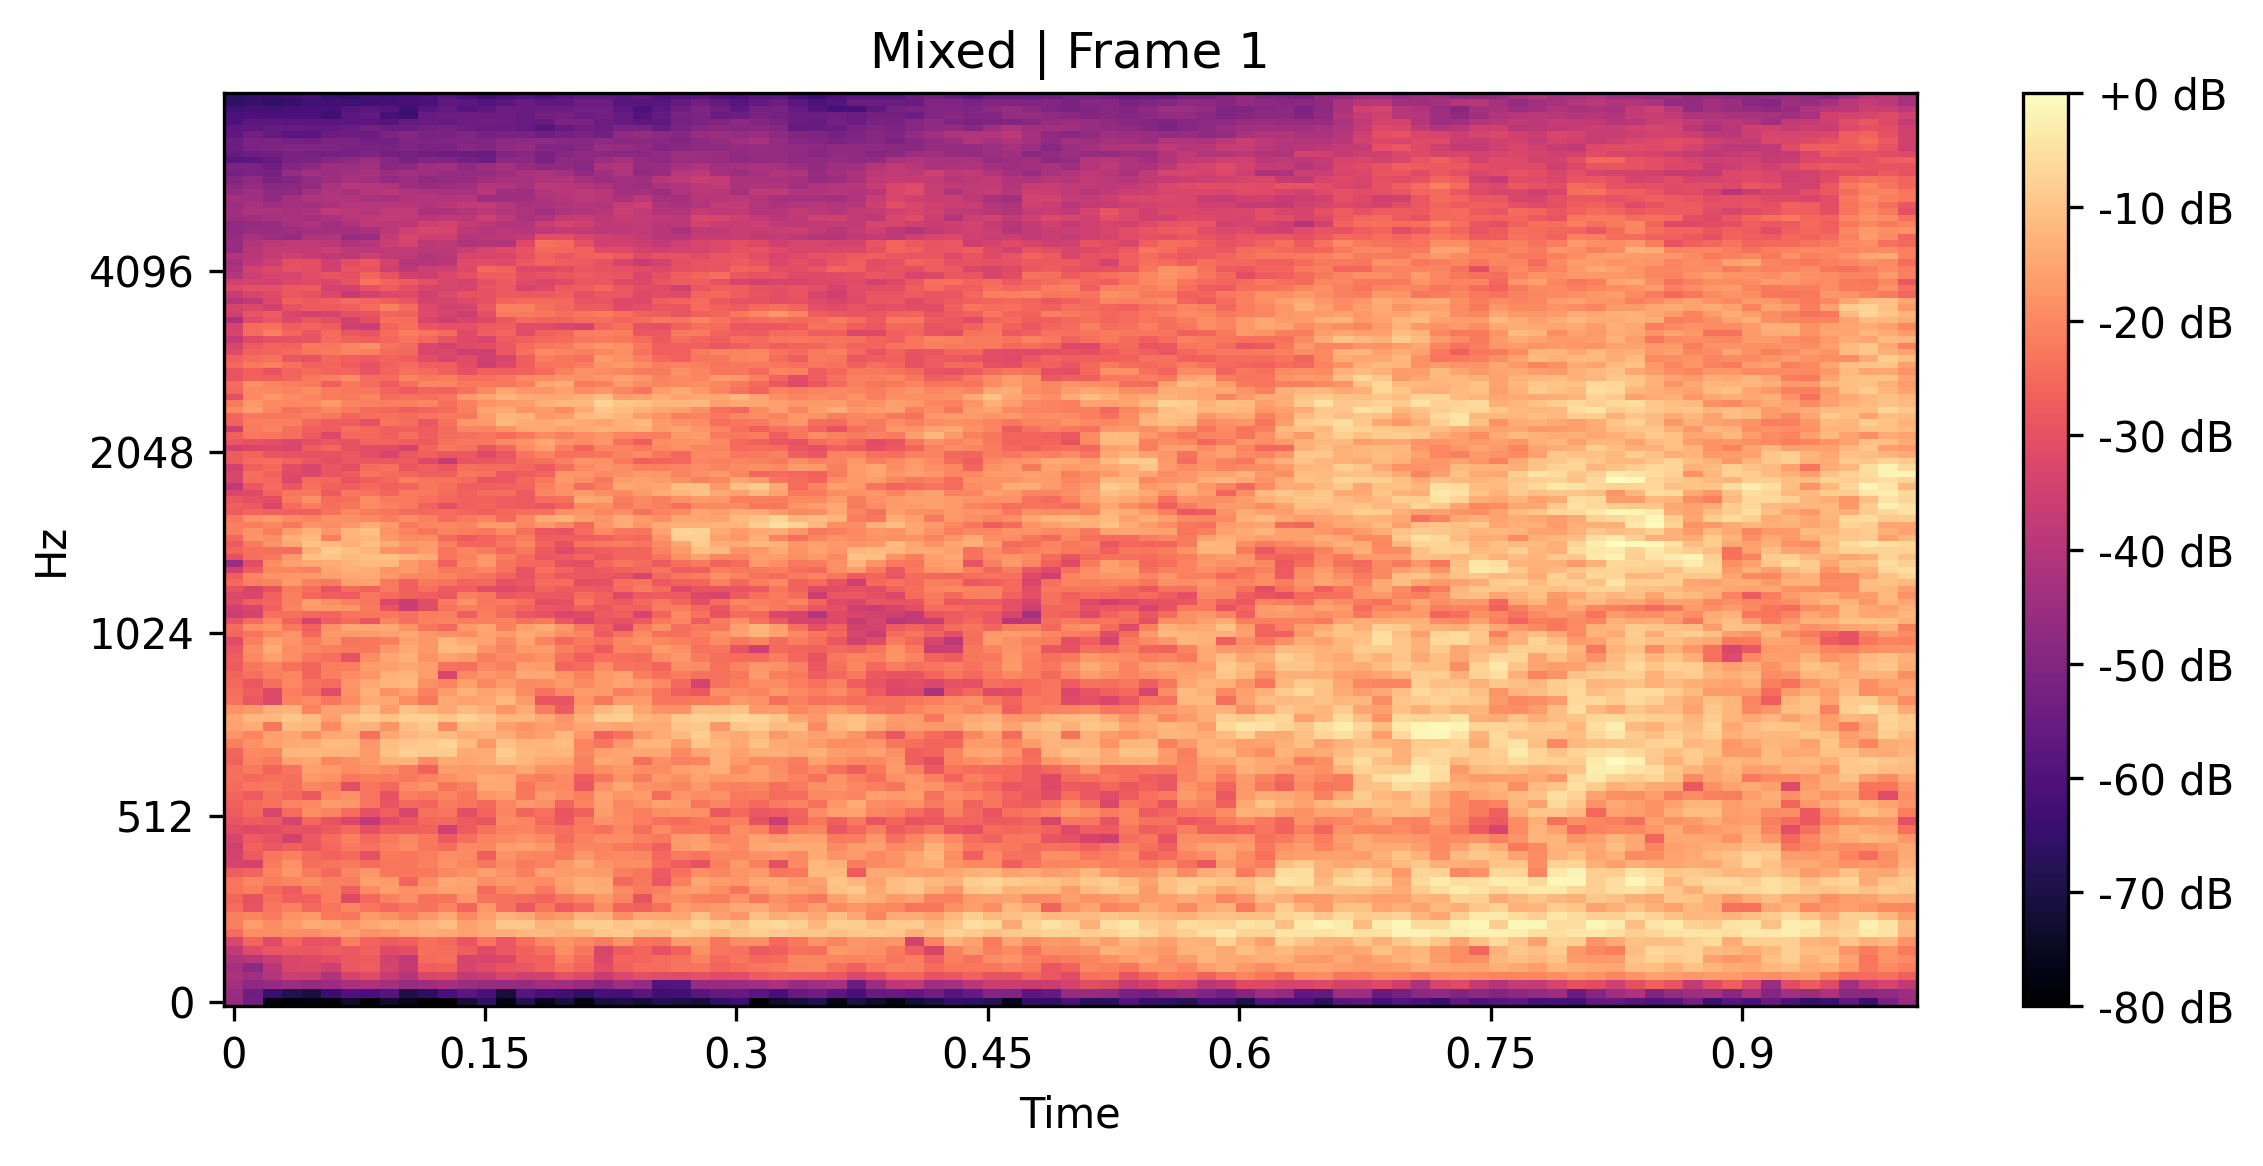 Mixed | Frame 1
+0 dB
-10 dB
-20 dB
-30 dB
-40 dB
-50 dB
-60 dB
-70 dB
-80 dB
4096
2048
1024
512
0
Hz
0
0.15
0.3
0.45
0.6
0.75
0.9
Time